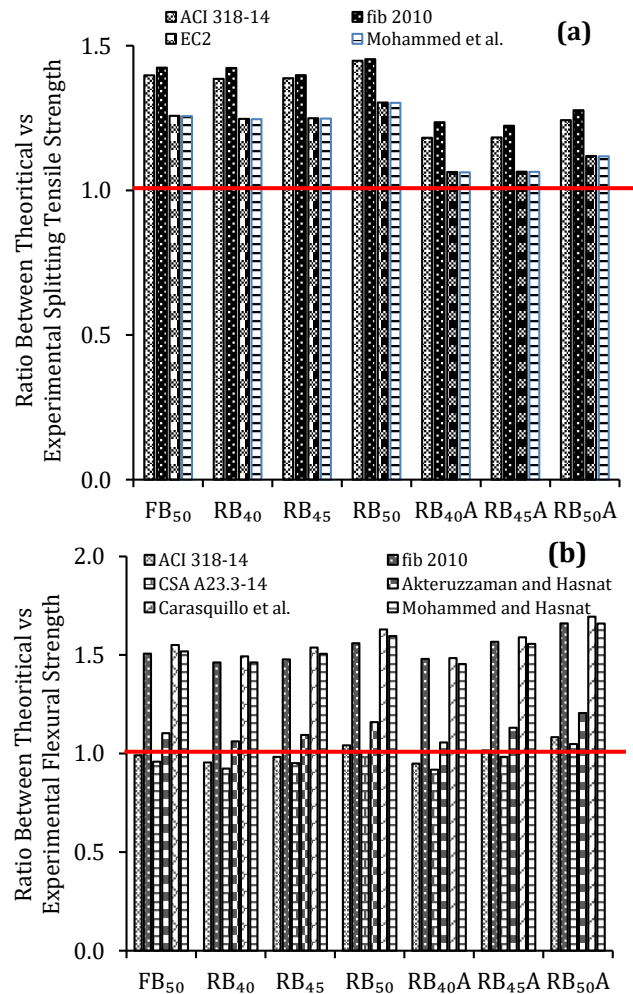 ACI 318-14 fib 2010
EC2 Mohammed et al.
(a)
Ratio Between Theoritical vs
Experimental Splitting Tensile Strength
1.5
1.0
0.5
0.0
FB₅₀ RB₄₀ RB₄₅ RB₅₀ RB₄₀A RB₄₅A RB₅₀A
(b)
ACI 318-14 fib 2010
CSA A23.3-14 Akteruzzaman and Hasnat
Carasquillo et al. Mohammed and Hasnat
Ratio Between Theoritical vs
Experimental Flexural Strength
2.0
1.5
1.0
0.5
0.0
FB₅₀ RB₄₀ RB₄₅ RB₅₀ RB₄₀A RB₄₅A RB₅₀A